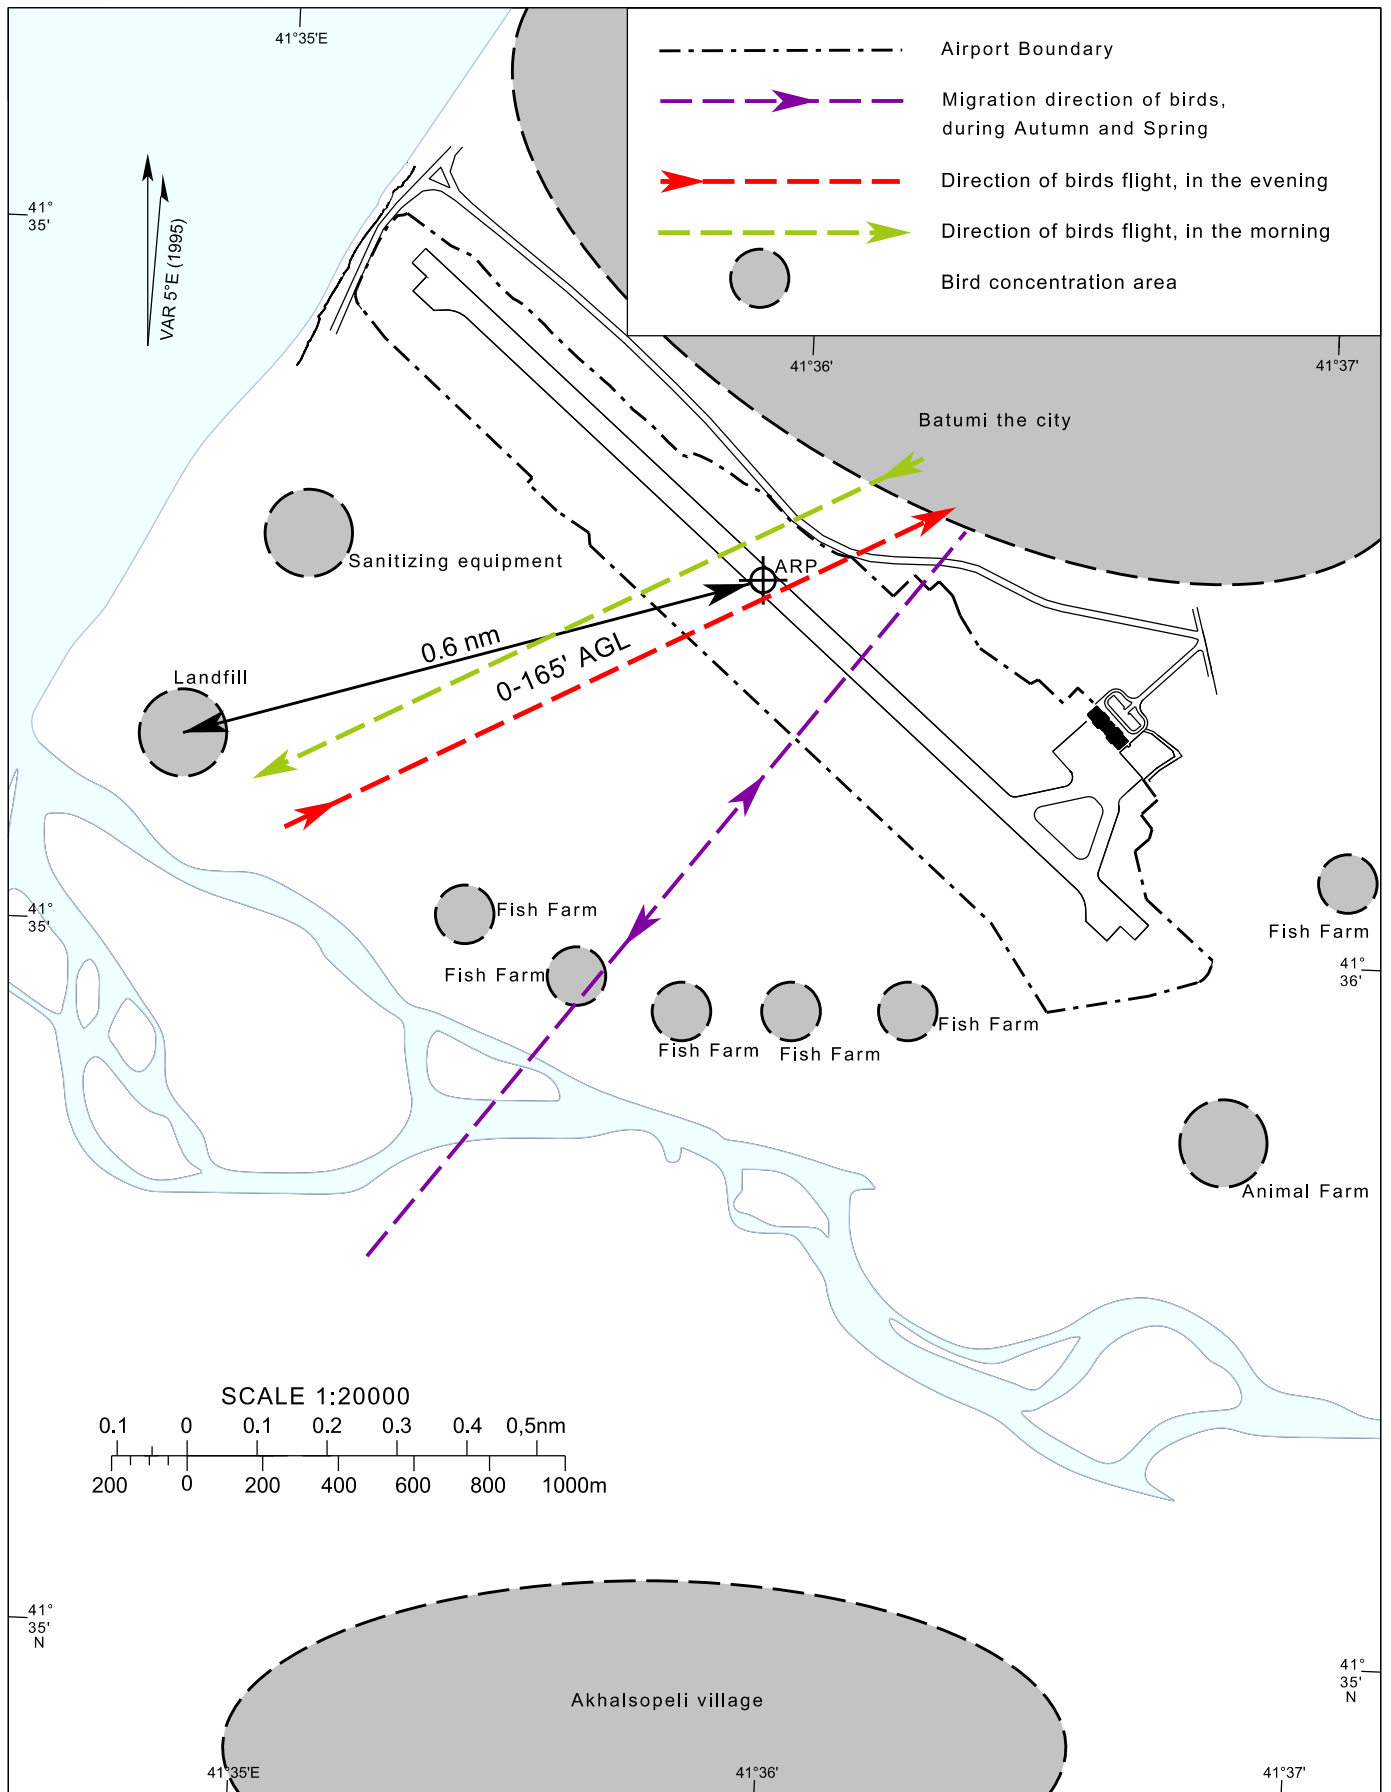 41°35'E
Airport Boundary
Migration direction of birds,
during Autumn and Spring
Direction of birds flight, in the evening
Direction of birds flight, in the morning
Bird concentration area
41°
35'
VAR 5°E (1995)
41°36'
41°37'
Batumi the city
Sanitizing equipment
ARP
0.6 nm
0-165' AGL
Landfill
Fish Farm
41°
35'
Fish Farm
Fish Farm
41°
36'
Fish Farm
Fish Farm
Fish Farm
Animal Farm
SCALE 1:20000
0.1 0 0.1 0.2 0.3 0.4 0,5nm
200 0 200 400 600 800 1000m
41°
35'
N
41°
35'
N
Akhalsopeli village
41°35'E
41°36'
41°37'